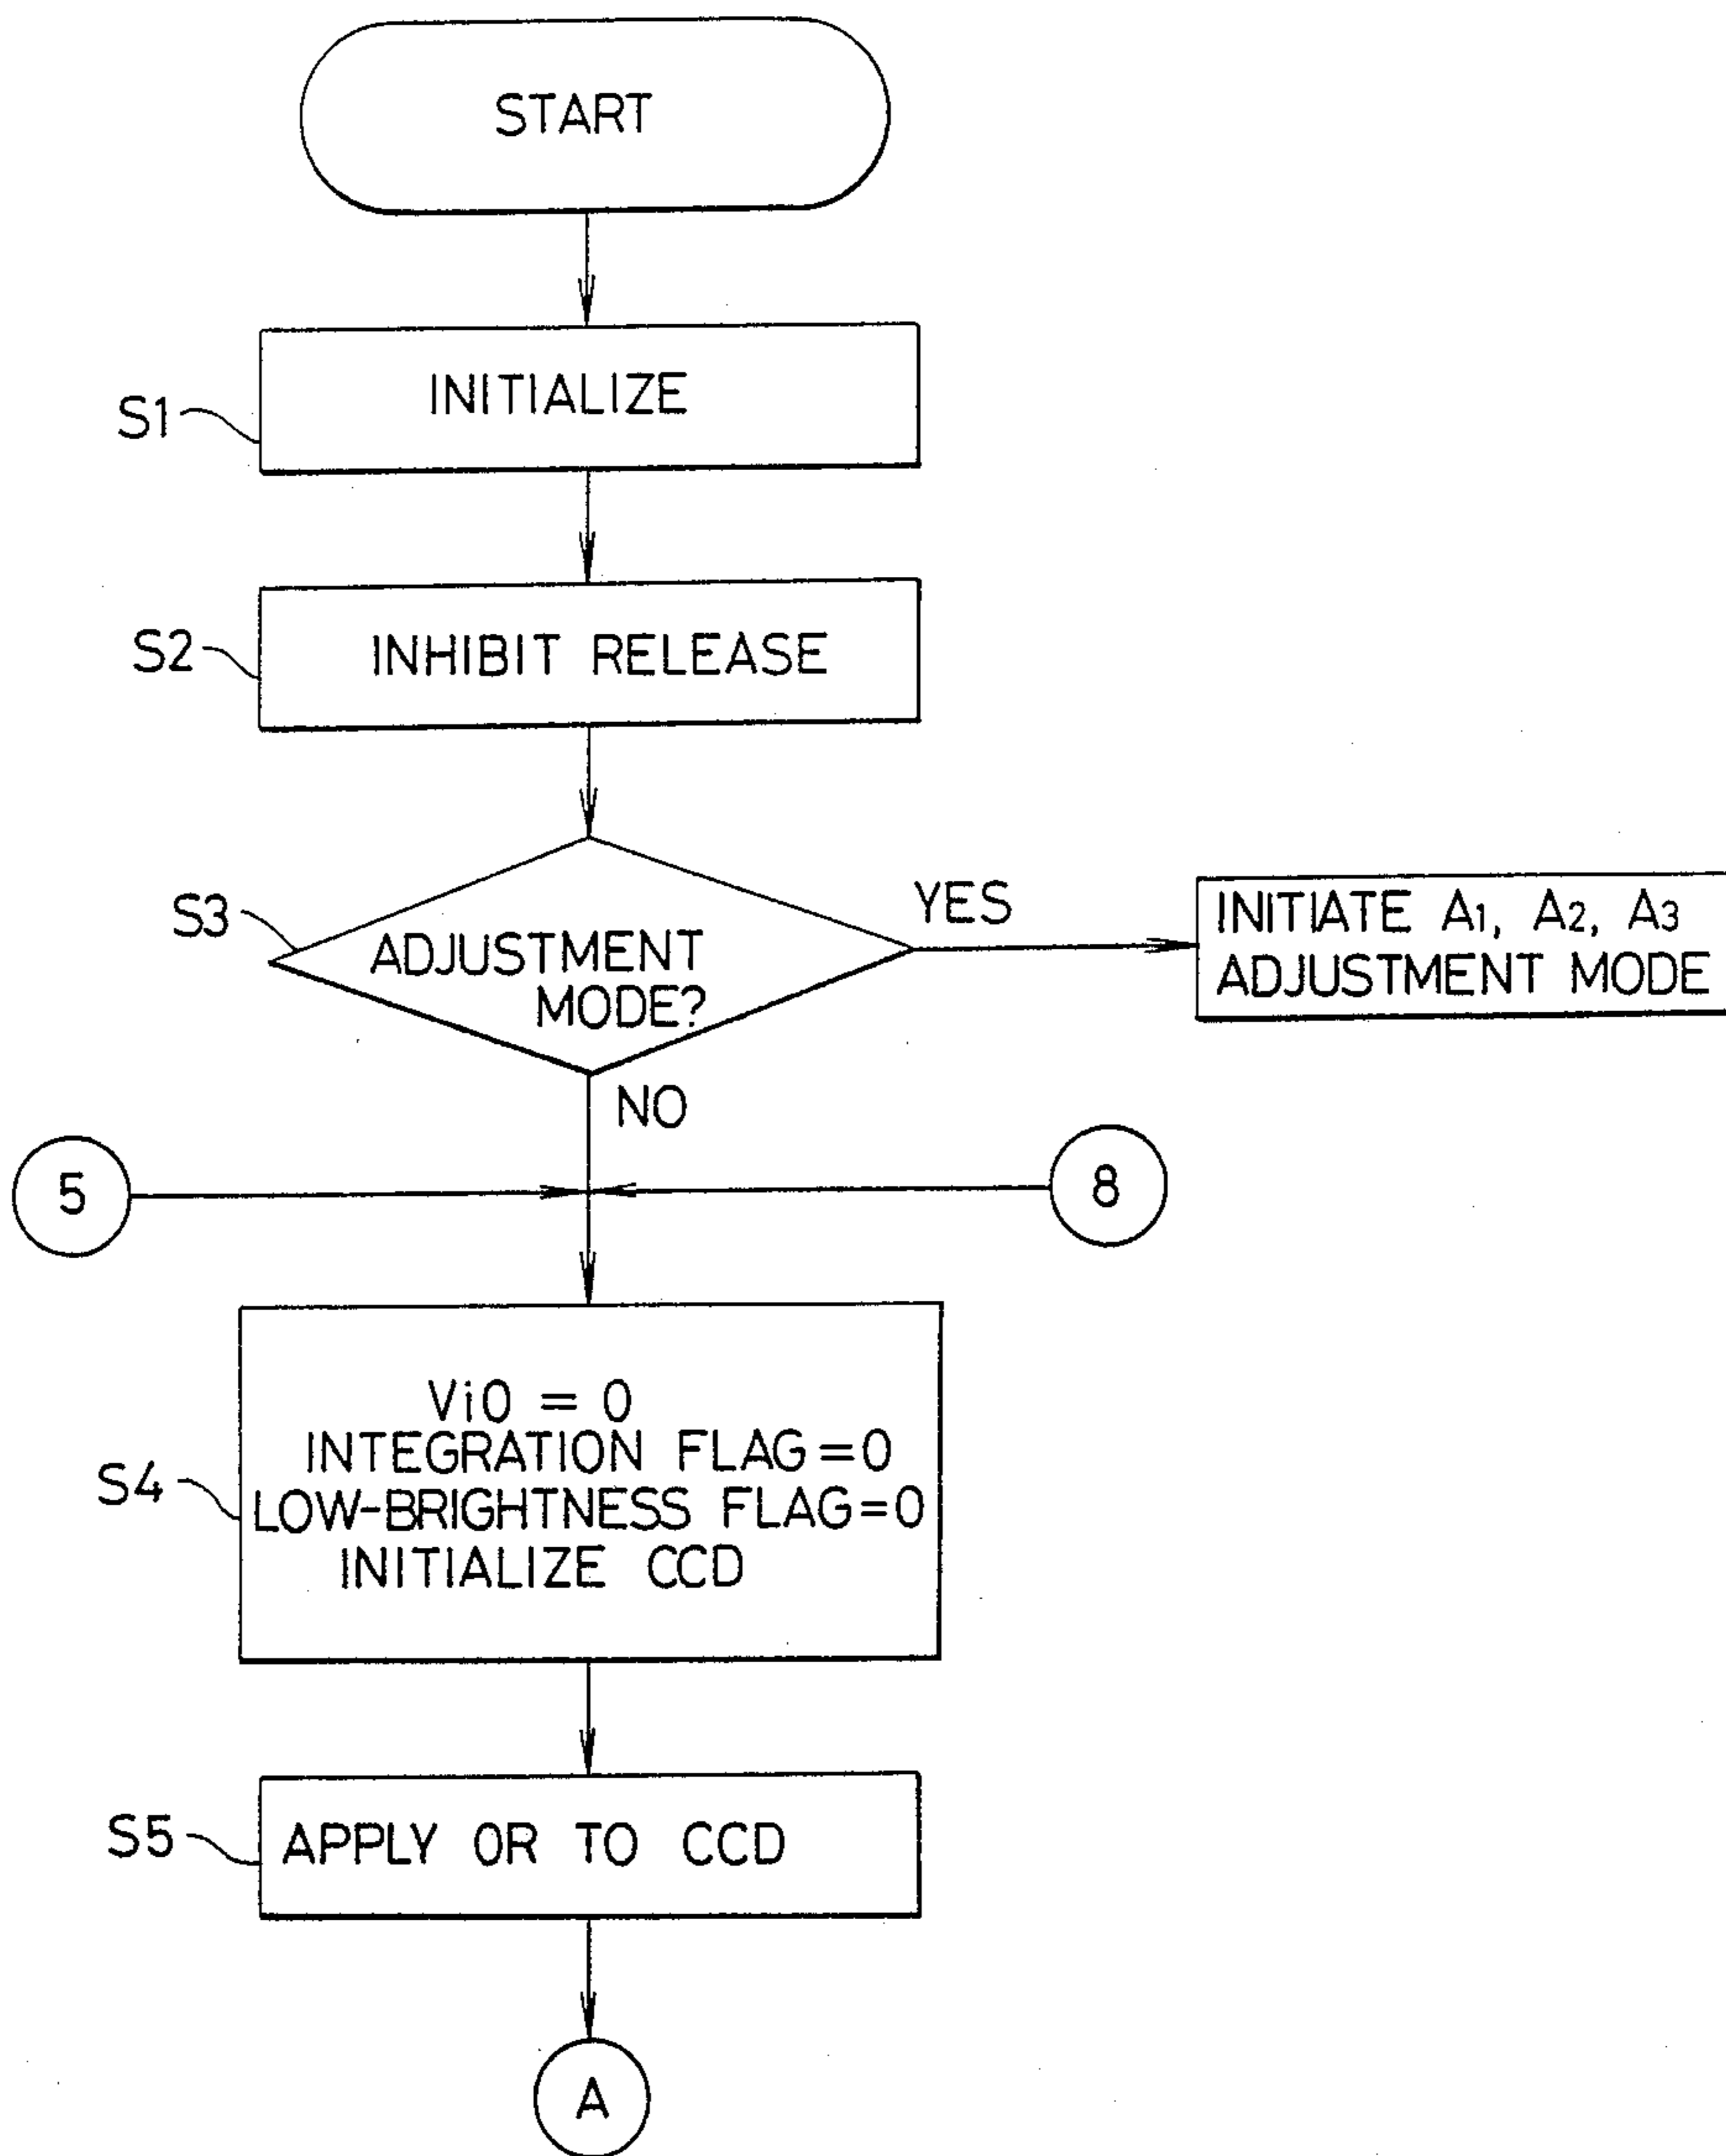 START
S1
INITIALIZE
S2
INHIBIT RELEASE
S3
ADJUSTMENT
MODE?
YES
INITIATE A1, A2, A3
ADJUSTMENT MODE
NO
5
8
S4
Vi0 = 0
INTEGRATION FLAG=0
LOW-BRIGHTNESS FLAG=0
INITIALIZE CCD
S5
APPLY 0R TO CCD
A